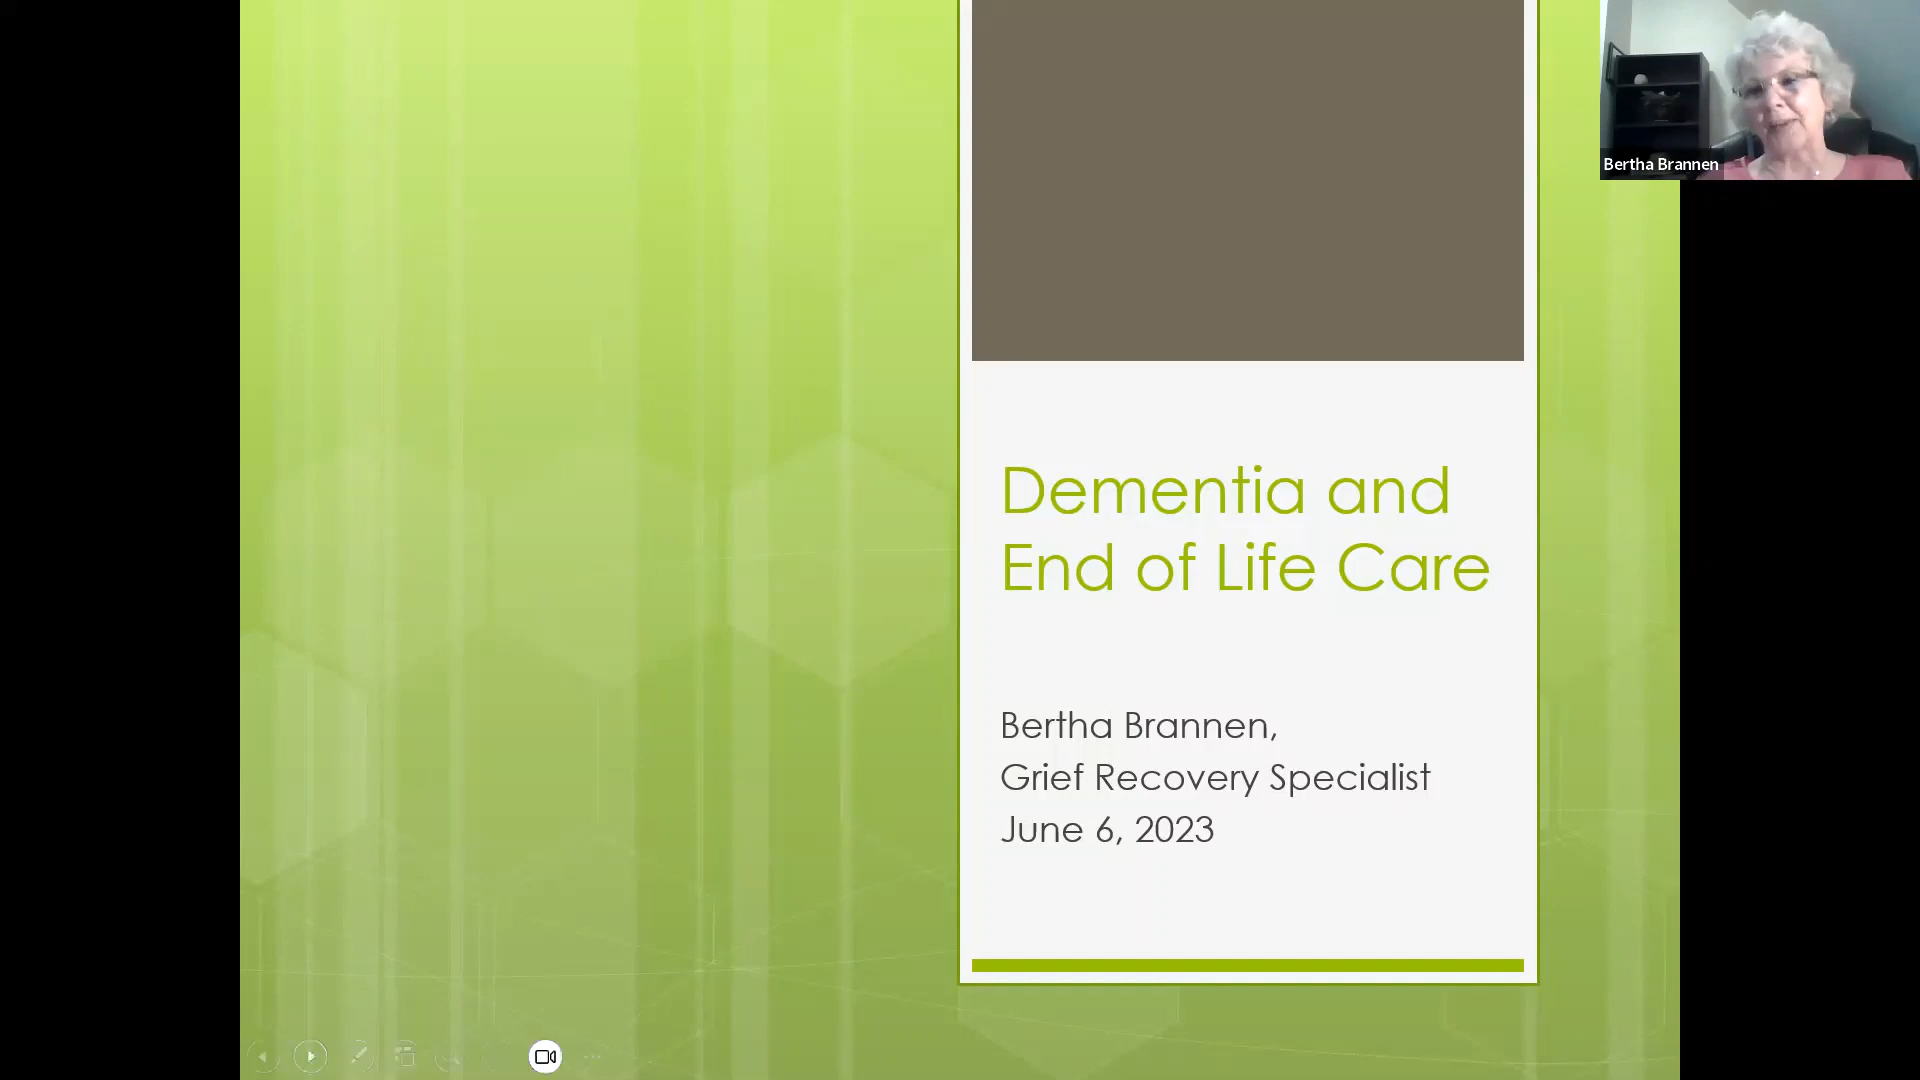 Bertha Brannen
Dementia and
End of Life Care
Bertha Brannen,
Grief Recovery Specialist
June 6, 2023